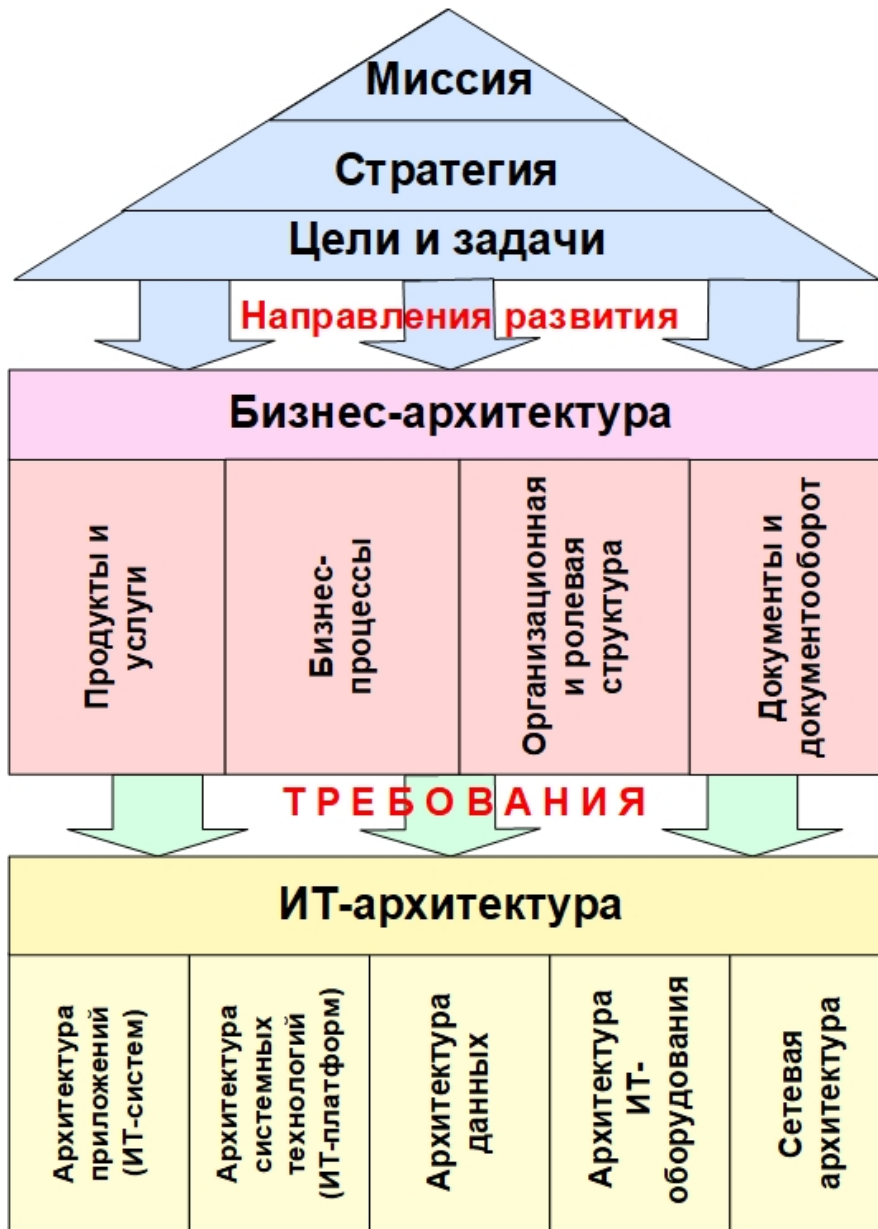 Миссия
Стратегия
Цели и задачи
Направления развития
Бизнес-архитектура
Продукты и
услуги
Бизнес-
процессы
Организационная
и ролевая
структура
Документы и
документооборот
ТРЕБОВАНИЯ
ИТ-архитектура
Архитектура
приложений
(ИТ-систем)
Архитектура
системных
технологий
(ИТ-платформ)
Архитектура
данных
Архитектура
ИТ-
оборудования
Сетевая
архитектура